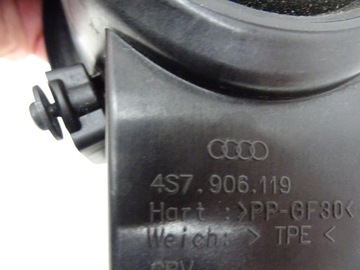 4S7.906.119
Hart :>PP-GF30<
Weich: > TPE <